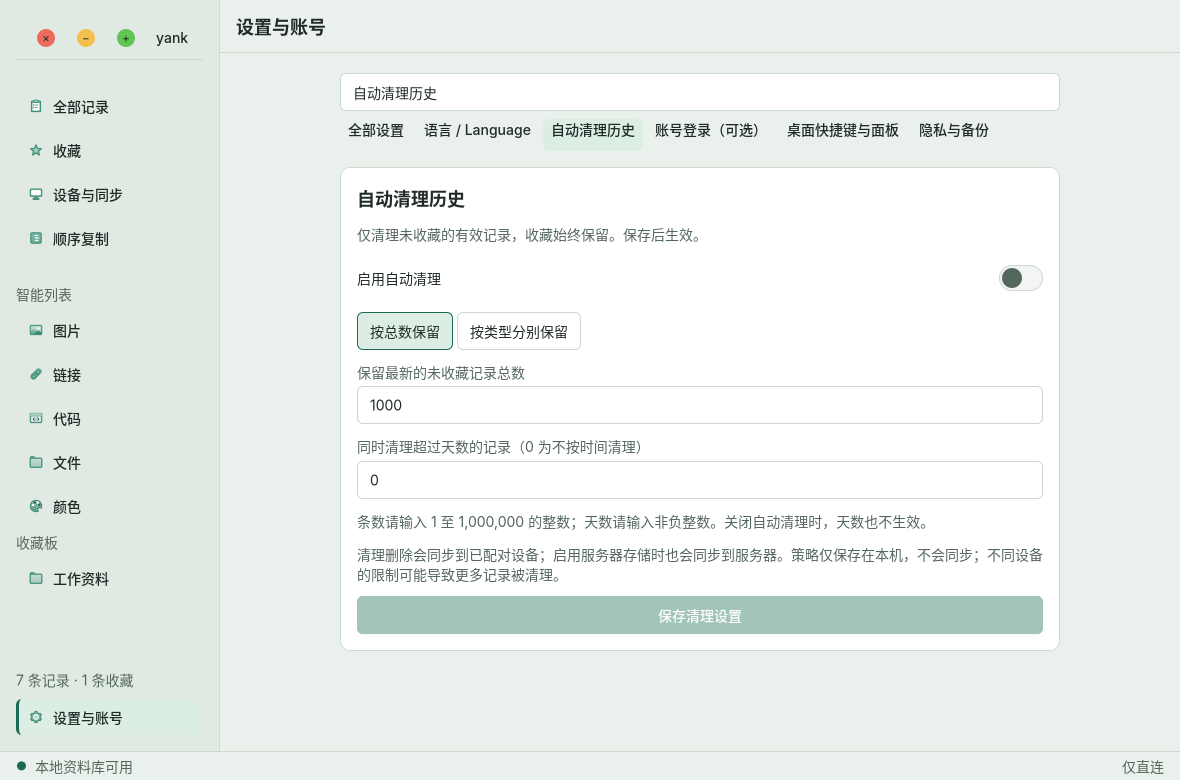 yank
设置与账号
全部记录
收藏
设备与同步
顺序复制
智能列表
图片
链接
代码
文件
颜色
收藏板
工作资料
7 条记录 · 1 条收藏
设置与账号
自动清理历史
全部设置 语言 / Language 自动清理历史 账号登录（可选） 桌面快捷键与面板 隐私与备份
自动清理历史
仅清理未收藏的有效记录，收藏始终保留。保存后生效。
启用自动清理
按总数保留 按类型分别保留
保留最新的未收藏记录总数
1000
同时清理超过天数的记录（0 为不按时间清理）
0
条数请输入 1 至 1,000,000 的整数；天数请输入非负整数。关闭自动清理时，天数也不生效。
清理删除会同步到已配对设备；启用服务器存储时也会同步到服务器。策略仅保存在本机，不会同步；不同设备
的限制可能导致更多记录被清理。
保存清理设置
本地资料库可用
仅直连